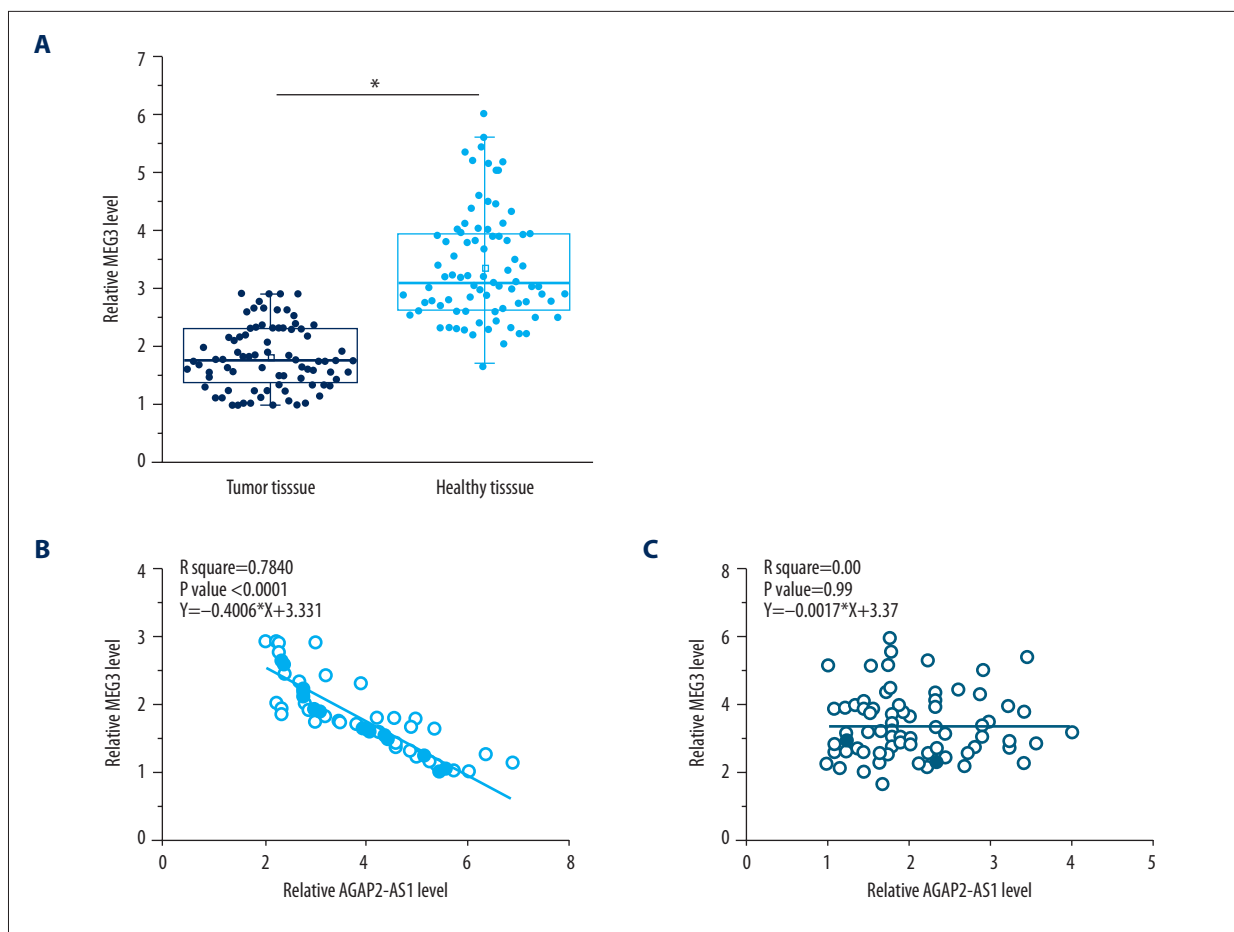 A
7
6
5
4
3
2
1
0
Relative MEG3 level
*
Tumor tisssue
Healthy tisssue
B
R square=0.7840
P value <0.0001
Y=−0.4006*X+3.331
4
3
2
1
0
Relative MEG3 level
0 2 4 6 8
Relative AGAP2-AS1 level
C
R square=0.00
P value=0.99
Y=−0.0017*X+3.37
8
6
4
2
0
Relative MEG3 level
0 1 2 3 4 5
Relative AGAP2-AS1 level